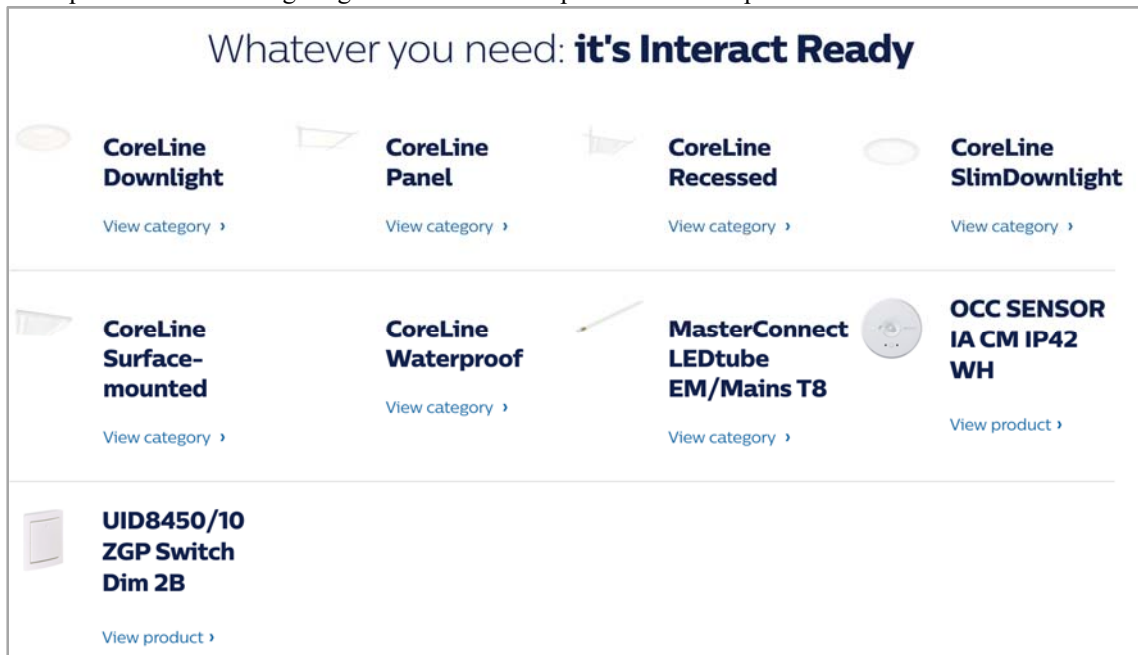 Whatever you need: it's Interact Ready
CoreLine
Downlight
View category ›
CoreLine
Panel
View category ›
CoreLine
Recessed
View category ›
CoreLine
SlimDownlight
View category ›
CoreLine
Surface-
mounted
View category ›
CoreLine
Waterproof
View category ›
MasterConnect
LEDtube
EM/Mains T8
View category ›
OCC SENSOR
IA CM IP42
WH
View product ›
UID8450/10
ZGP Switch
Dim 2B
View product ›